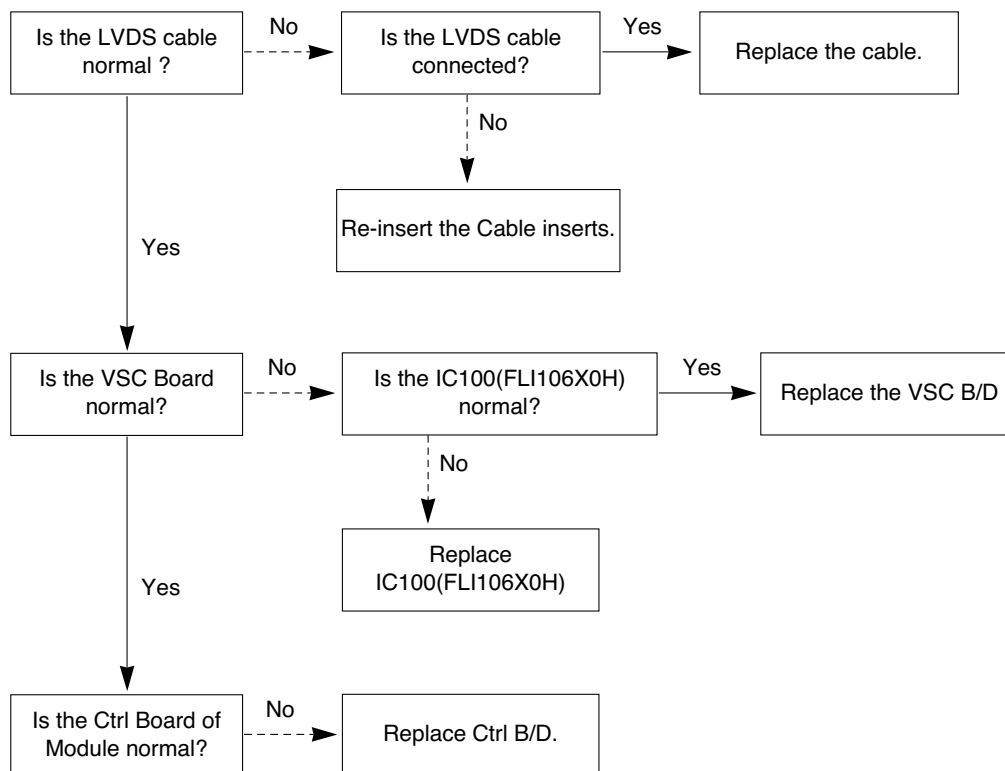 Is the LVDS cable
normal ?
No
Is the LVDS cable
connected?
Yes
Replace the cable.
No
Re-insert the Cable inserts.
Yes
Is the VSC Board
normal?
No
Is the IC100(FLI106X0H)
normal?
Yes
Replace the VSC B/D
No
Replace
IC100(FLI106X0H)
Yes
Is the Ctrl Board of
Module normal?
No
Replace Ctrl B/D.